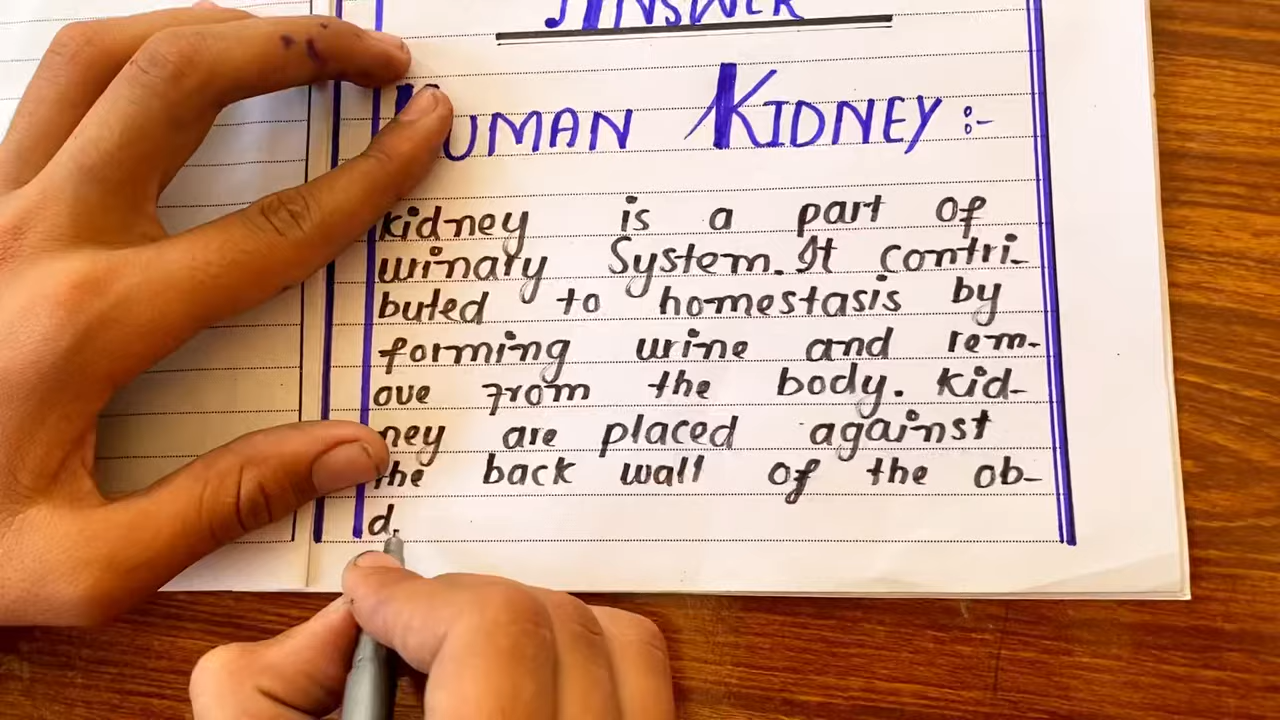 ANSWER
HUMAN KIDNEY :-
kidney is a part of
urinary System. It contri-
buted to homestasis by
forming urine and rem-
ove from the body. Kid-
ney are placed against
the back wall of the ob-
d